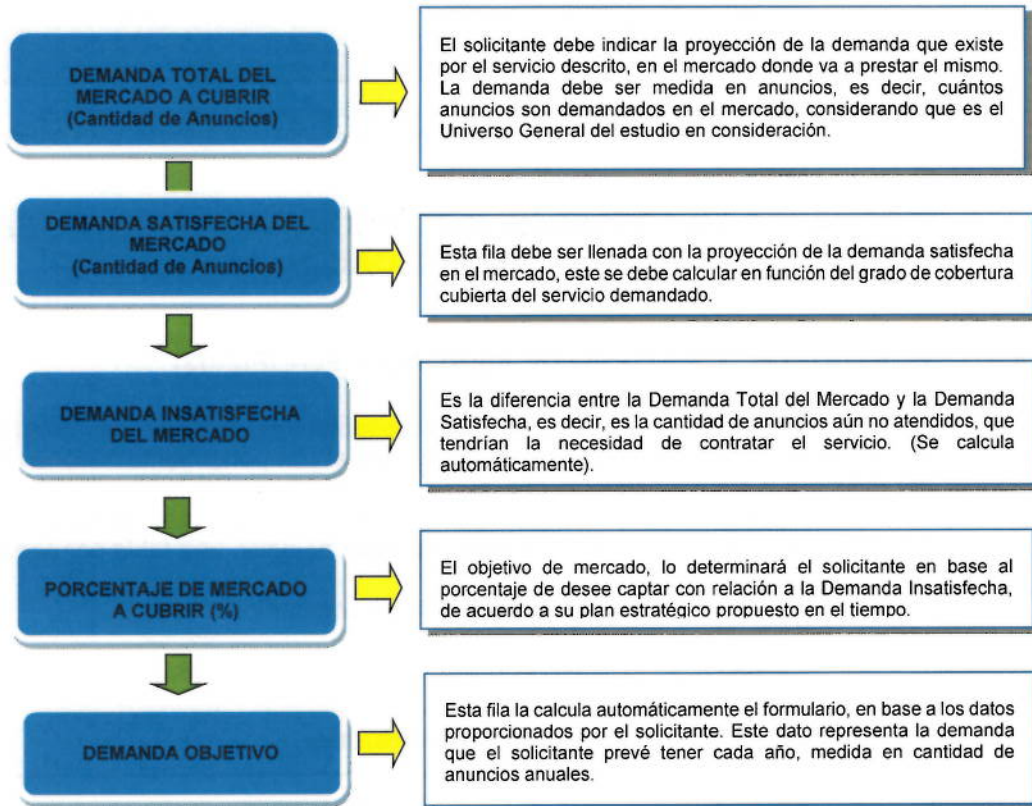 DEMANDA TOTAL DEL
MERCADO A CUBRIR
(Cantidad de Anuncios)
El solicitante debe indicar la proyección de la demanda que existe
por el servicio descrito, en el mercado donde va a prestar el mismo.
La demanda debe ser medida en anuncios, es decir, cuántos
anuncios son demandados en el mercado, considerando que es el
Universo General del estudio en consideración.
DEMANDA SATISFECHA DEL
MERCADO
(Cantidad de Anuncios)
Esta fila debe ser llenada con la proyección de la demanda satisfecha
en el mercado, este se debe calcular en función del grado de cobertura
cubierta del servicio demandado.
DEMANDA INSATISFECHA
DEL MERCADO
Es la diferencia entre la Demanda Total del Mercado y la Demanda
Satisfecha, es decir, es la cantidad de anuncios aún no atendidos, que
tendrían la necesidad de contratar el servicio. (Se calcula
automáticamente).
PORCENTAJE DE MERCADO
A CUBRIR (%)
El objetivo de mercado, lo determinará el solicitante en base al
porcentaje de desee captar con relación a la Demanda Insatisfecha,
de acuerdo a su plan estratégico propuesto en el tiempo.
DEMANDA OBJETIVO
Esta fila la calcula automáticamente el formulario, en base a los datos
proporcionados por el solicitante. Este dato representa la demanda
que el solicitante prevé tener cada año, medida en cantidad de
anuncios anuales.